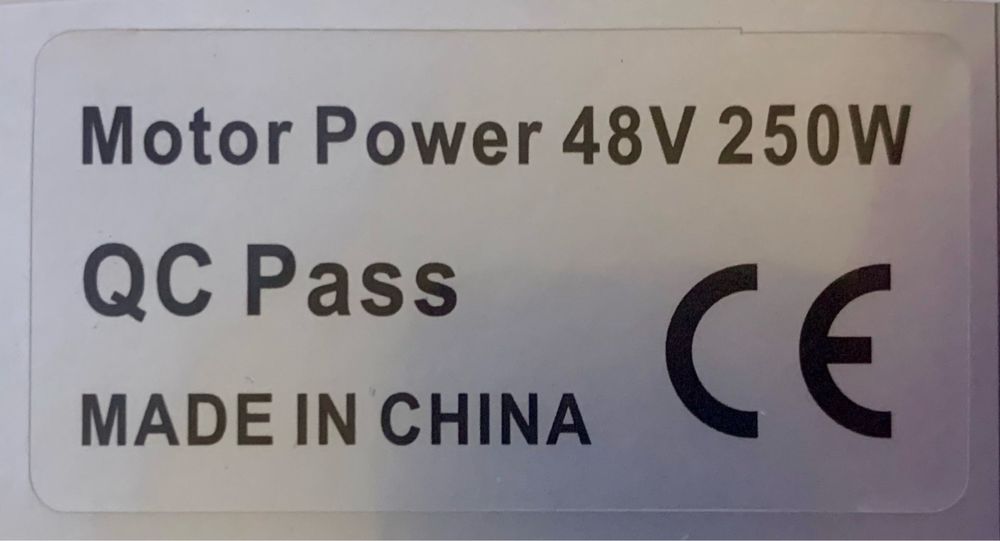 Motor Power 48V 250W
QC Pass
CE
MADE IN CHINA